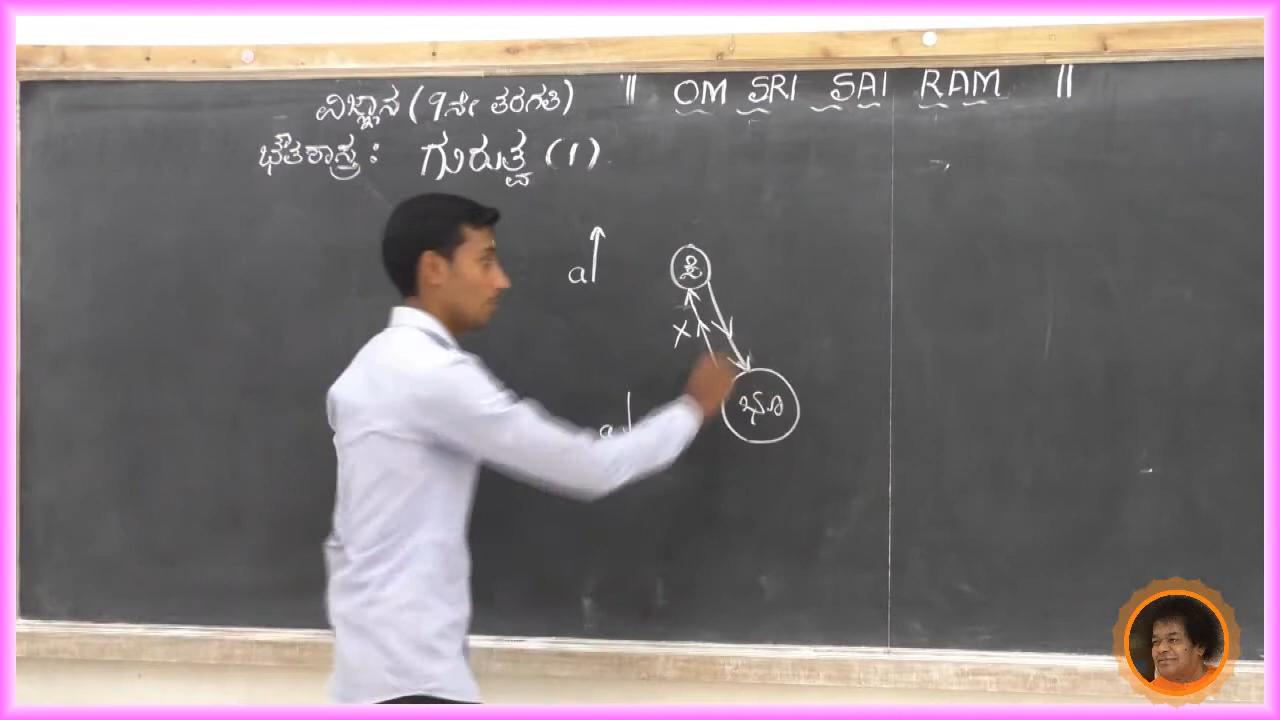 ವಿಜ್ಞಾನ (9ನೇ ತರಗತಿ) || OM SRI SAI RAM ||
ಭೌತಶಾಸ್ತ್ರ : ಗುರುತ್ವ (1)
a
x
a
ಭೂ